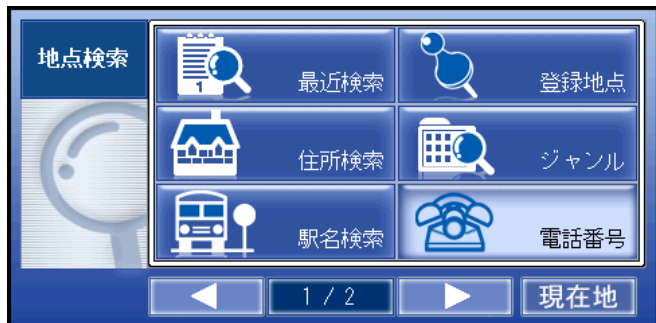 地点検索
最近検索
登録地点
住所検索
ジャンル
駅名検索
電話番号
1 / 2
現在地
1